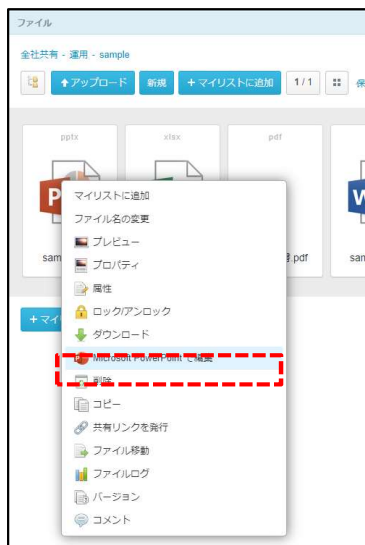 ファイル
全社共有 - 運用 - sample
アップロード 新規 + マイリストに追加 1 / 1
pptx xlsx pdf
P
sam .pdf sam
マイリストに追加
ファイル名の変更
プレビュー
プロパティ
属性
ロック/アンロック
ダウンロード
+ マイ
Microsoft PowerPoint で編集
削除
コピー
共有リンクを発行
ファイル移動
ファイルログ
バージョン
コメント